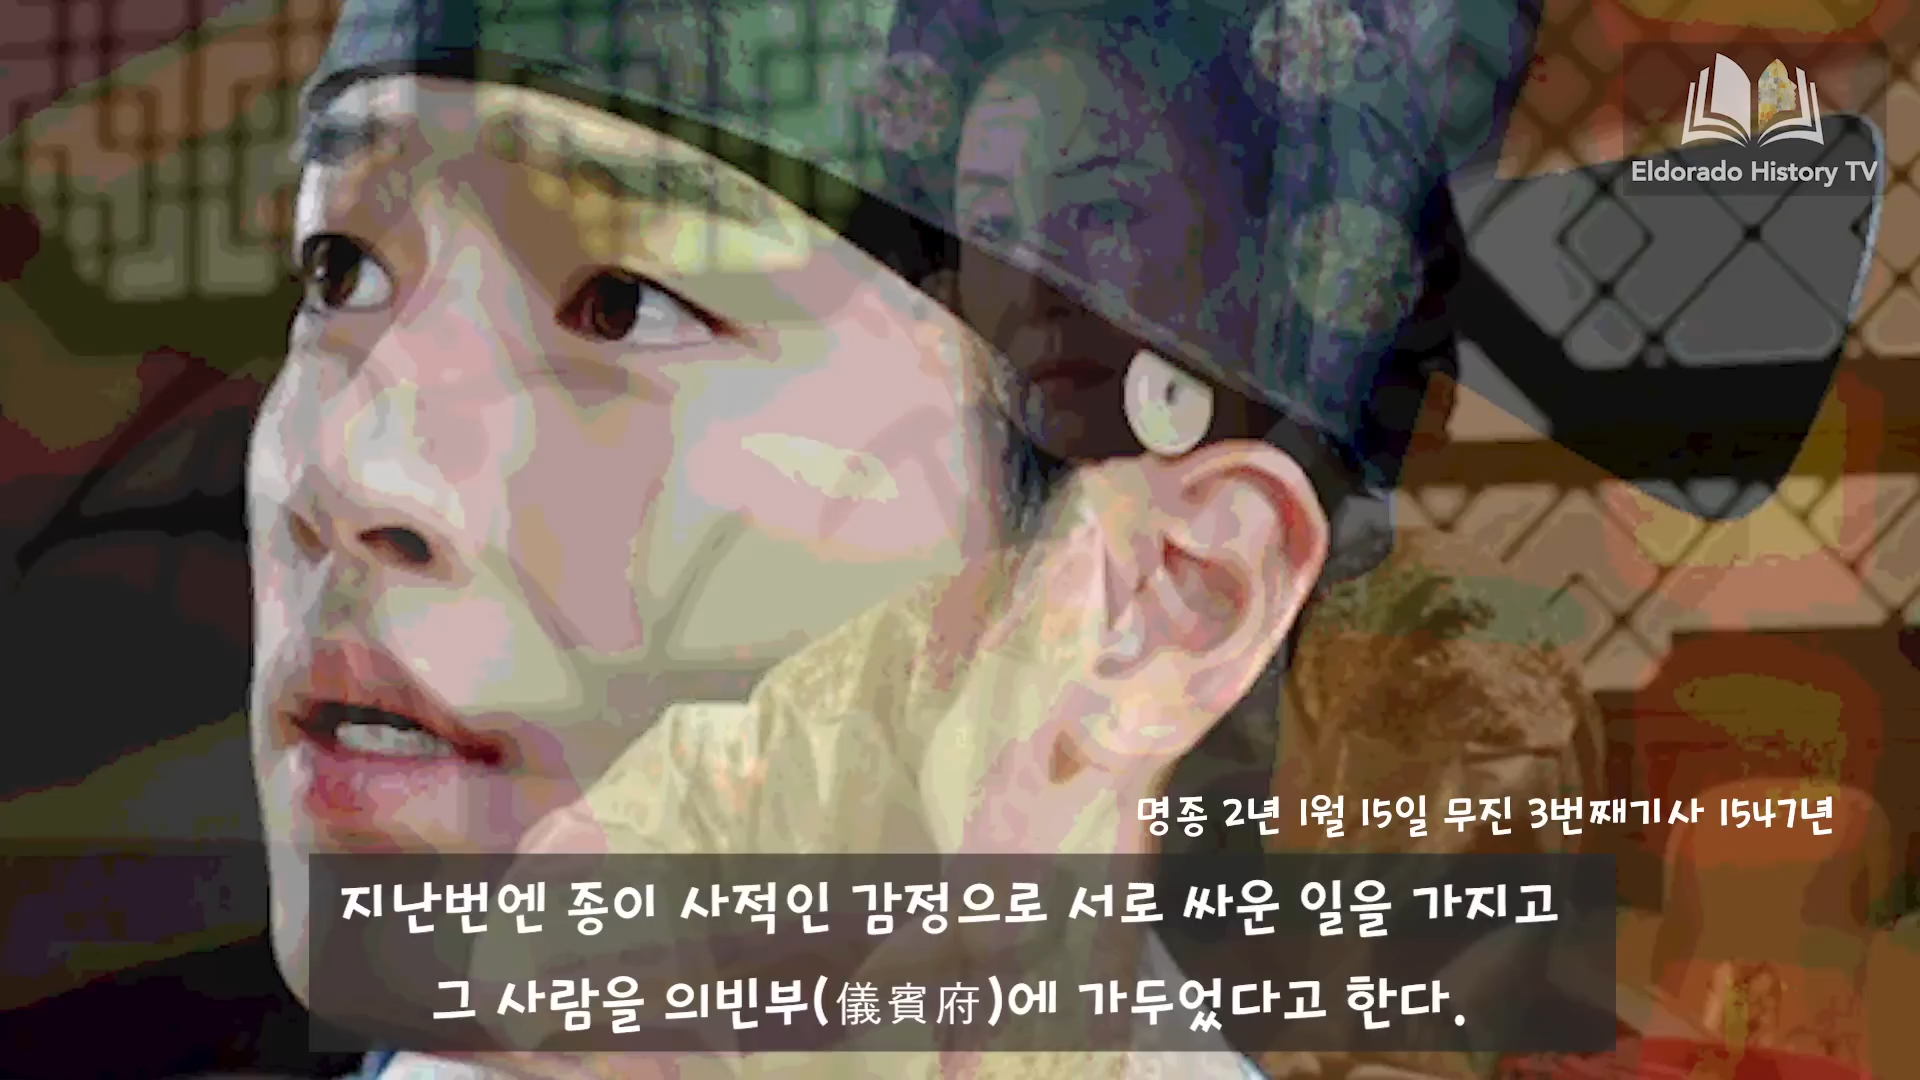 Eldorado History TV
명종 2년 1월 15일 무진 3번째기사 1547년
지난번엔 종이 사적인 감정으로 서로 싸운 일을 가지고
그 사람을 의빈부(儀賓府)에 가두었다고 한다.